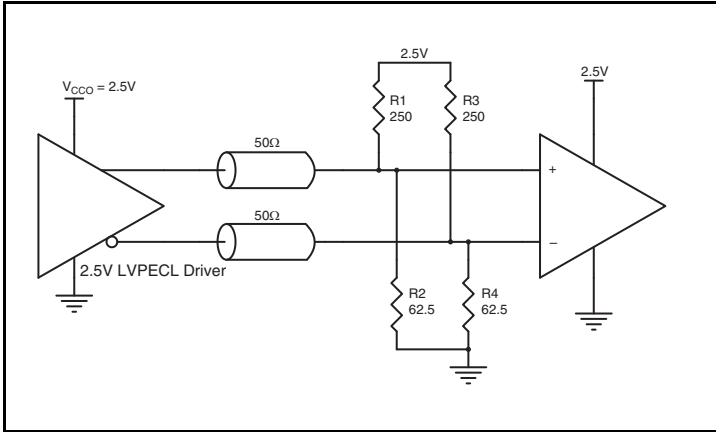 2.5V
2.5V
V_CCO = 2.5V
R1
250
R3
250
50Ω
+
50Ω
−
2.5V LVPECL Driver
R2
62.5
R4
62.5